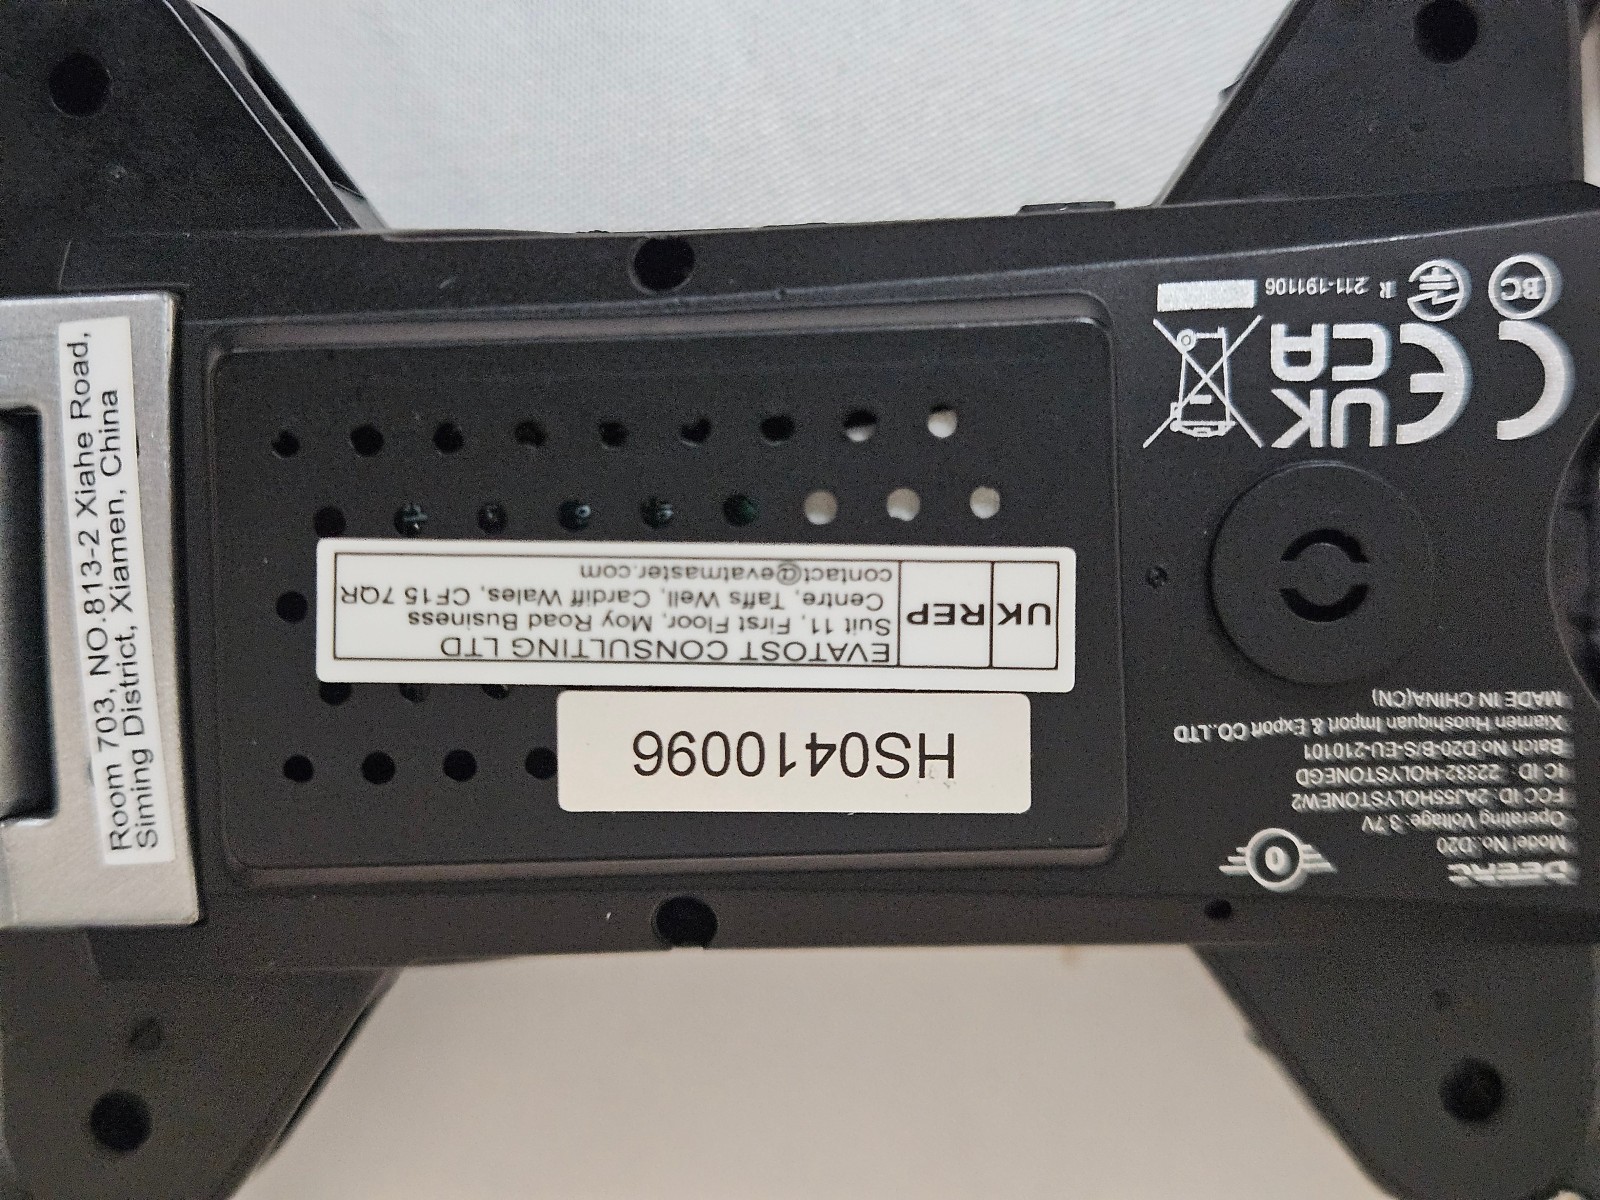 DEERC
Model No.:D20
Operating Voltage: 3.7V
FCC ID: 2AJ55HOLYSTONEW2
IC ID: 22332-HOLYSTONEGD
Batch No:D20-B/S-EU-210101
Xiamen Huoshiquan Import & Export CO.,LTD
MADE IN CHINA(CN)
HS0410096
UK REP
EVATOST CONSULTING LTD
Suit 11, First Floor, Moy Road Business
Centre, Taffs Well, Cardiff Wales, CF15 7QR
contact@evatmaster.com
CE UK
CA
BC
R 211-191106
Room 703, NO.813-2 Xiahe Road,
Siming District, Xiamen, China